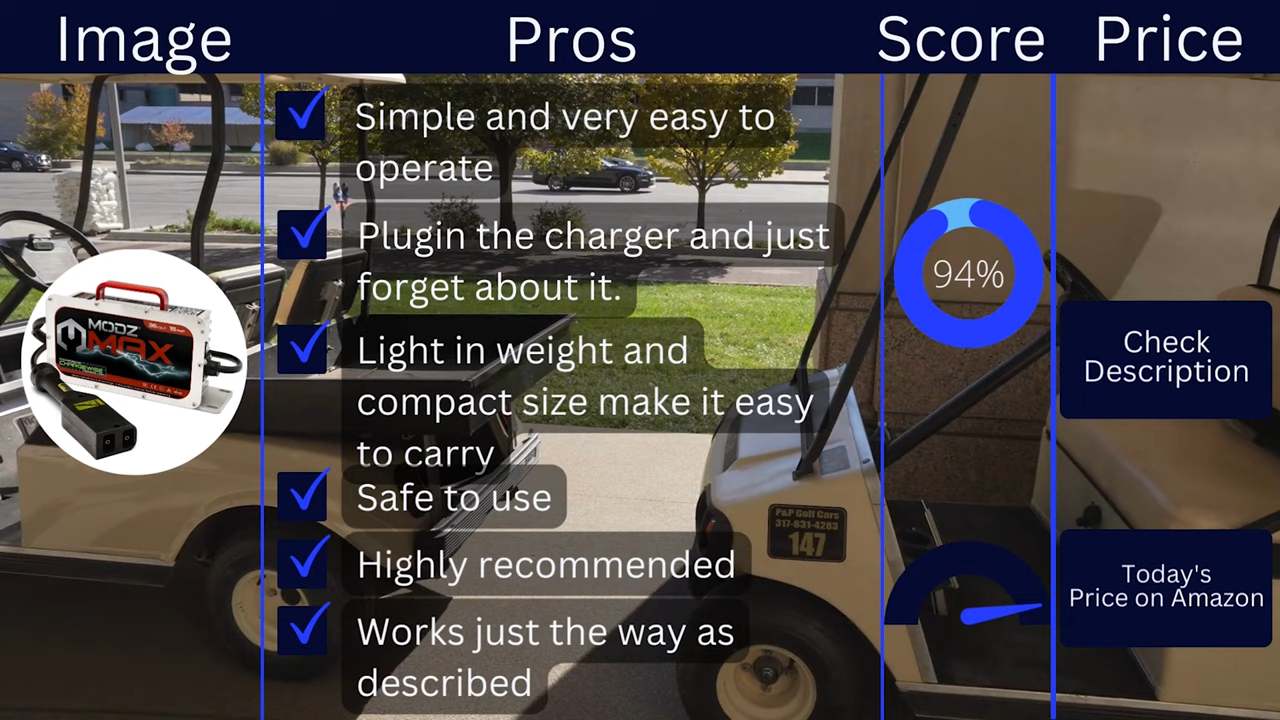 Image
Pros
Score
Price
Simple and very easy to
operate
Plugin the charger and just
forget about it.
Light in weight and
compact size make it easy
to carry
Safe to use
Highly recommended
Works just the way as
described
94%
Check
Description
Today's
Price on Amazon
MODZ
MAX
P&P Golf Cars
317-631-4283
147